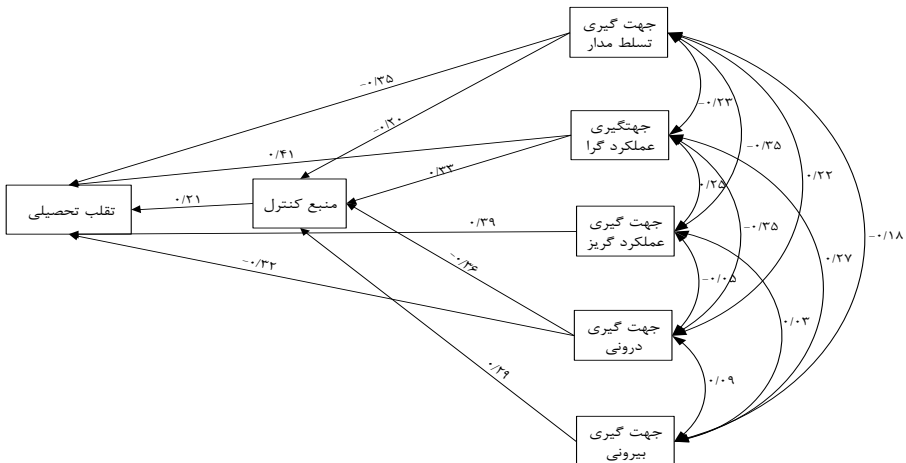 جهت گیری
تسلط مدار
جهتگیری
عملکرد گرا
جهت گیری
عملکرد گریز
جهت گیری
درونی
جهت گیری
بیرونی
منبع کنترل
تقلب تحصیلی
-۰/۳۵
-۰/۲۰
۰/۴۱
۰/۳۳
۰/۲۱
۰/۳۹
-۰/۳۲
-۰/۳۶
۰/۲۹
-۰/۲۳
-۰/۳۵
۰/۲۲
۰/۲۵
-۰/۳۵
-۰/۱۸
۰/۲۷
-۰/۰۵
۰/۰۳
۰/۰۹